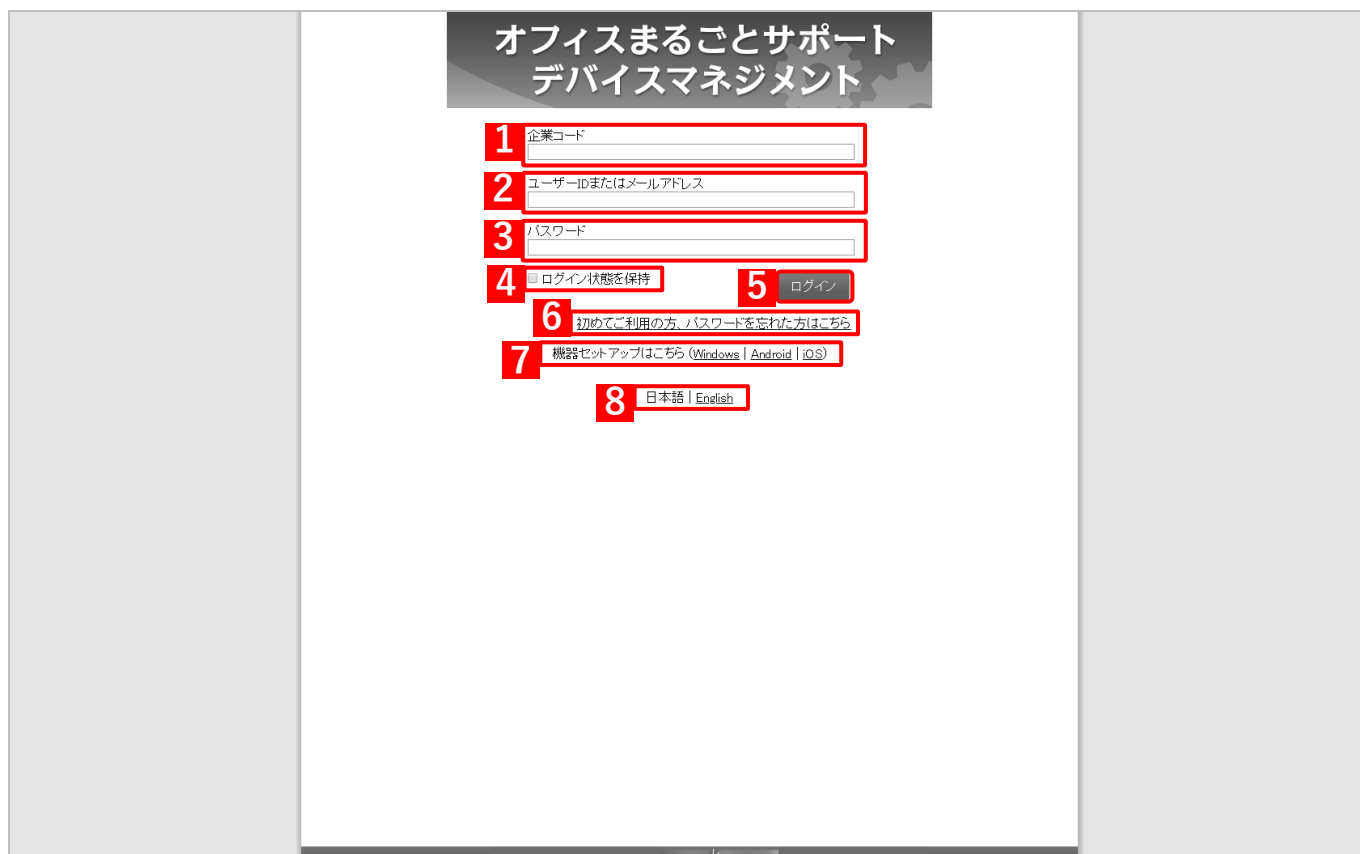 オフィスまるごとサポート
デバイスマネジメント
1 企業コード
2 ユーザーIDまたはメールアドレス
3 パスワード
4 ログイン状態を保持 5 ログイン
6 初めてご利用の方、パスワードを忘れた方はこちら
7 機器セットアップはこちら (Windows | Android | iOS)
8 日本語 | English